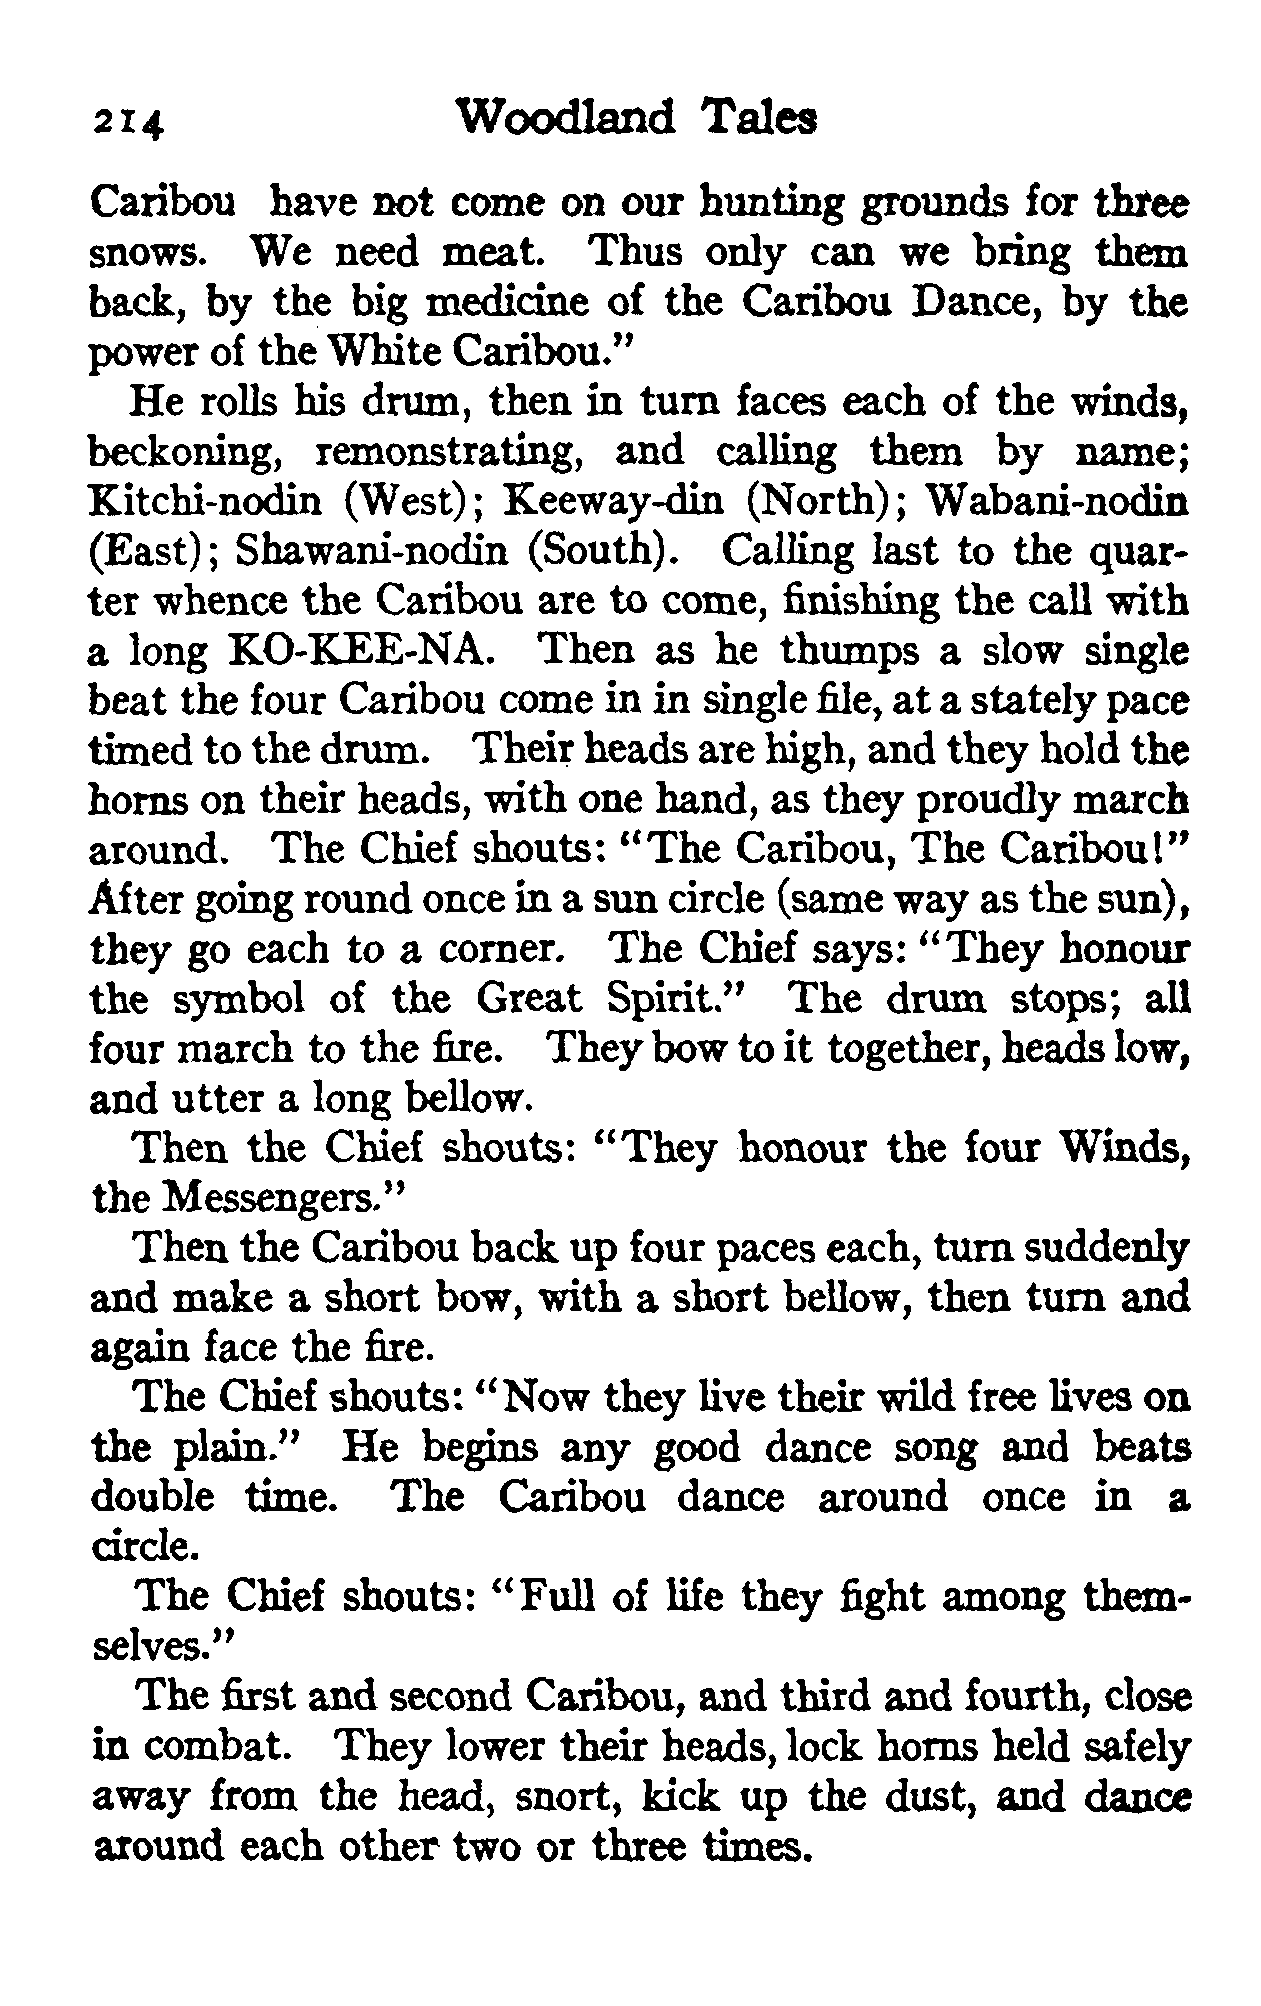 214 Woodland Tales
Caribou have not come on our hunting grounds for three
snows. We need meat. Thus only can we bring them
back, by the big medicine of the Caribou Dance, by the
power of the White Caribou.”
He rolls his drum, then in turn faces each of the winds,
beckoning, remonstrating, and calling them by name;
Kitchi-nodin (West); Keeway-din (North); Wabani-nodin
(East); Shawani-nodin (South). Calling last to the quar-
ter whence the Caribou are to come, finishing the call with
a long KO-KEE-NA. Then as he thumps a slow single
beat the four Caribou come in in single file, at a stately pace
timed to the drum. Their heads are high, and they hold the
horns on their heads, with one hand, as they proudly march
around. The Chief shouts: “The Caribou, The Caribou!”
After going round once in a sun circle (same way as the sun),
they go each to a corner. The Chief says: “They honour
the symbol of the Great Spirit.” The drum stops; all
four march to the fire. They bow to it together, heads low,
and utter a long bellow.
Then the Chief shouts: “They honour the four Winds,
the Messengers.”
Then the Caribou back up four paces each, turn suddenly
and make a short bow, with a short bellow, then turn and
again face the fire.
The Chief shouts: “Now they live their wild free lives on
the plain.” He begins any good dance song and beats
double time. The Caribou dance around once in a
circle.
The Chief shouts: “Full of life they fight among them-
selves.”
The first and second Caribou, and third and fourth, close
in combat. They lower their heads, lock horns held safely
away from the head, snort, kick up the dust, and dance
around each other two or three times.